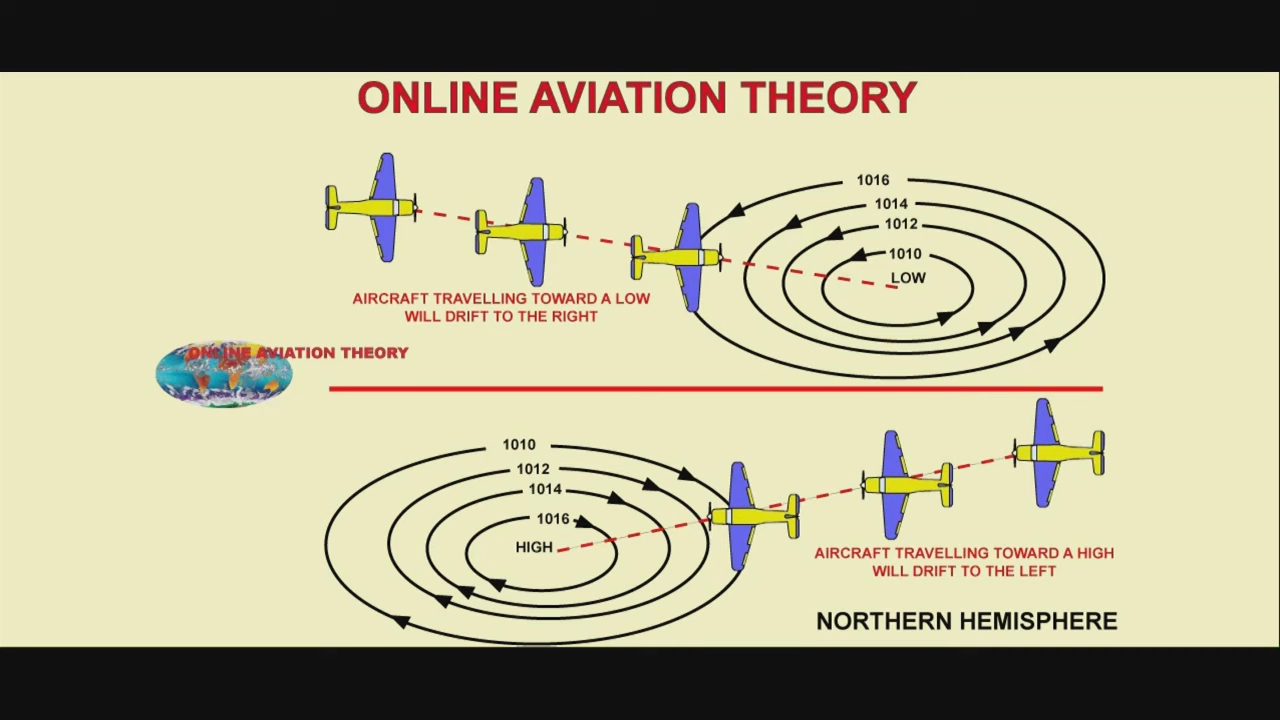 ONLINE AVIATION THEORY
1016
1014
1012
1010
LOW
AIRCRAFT TRAVELLING TOWARD A LOW
WILL DRIFT TO THE RIGHT
ONLINE AVIATION THEORY
1010
1012
1014
1016
HIGH
AIRCRAFT TRAVELLING TOWARD A HIGH
WILL DRIFT TO THE LEFT
NORTHERN HEMISPHERE